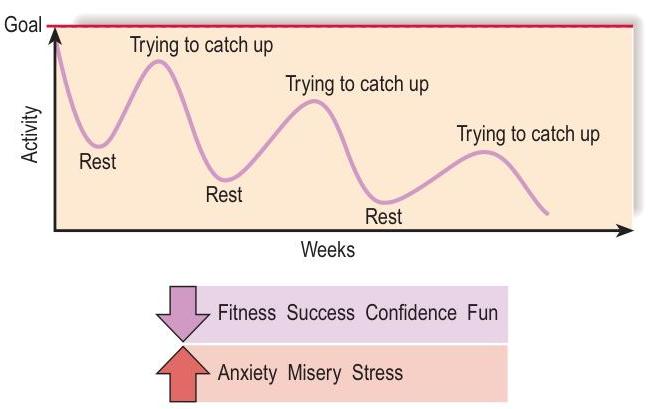 Goal
Trying to catch up
Trying to catch up
Trying to catch up
Activity
Rest
Rest
Rest
Weeks
Fitness Success Confidence Fun
Anxiety Misery Stress